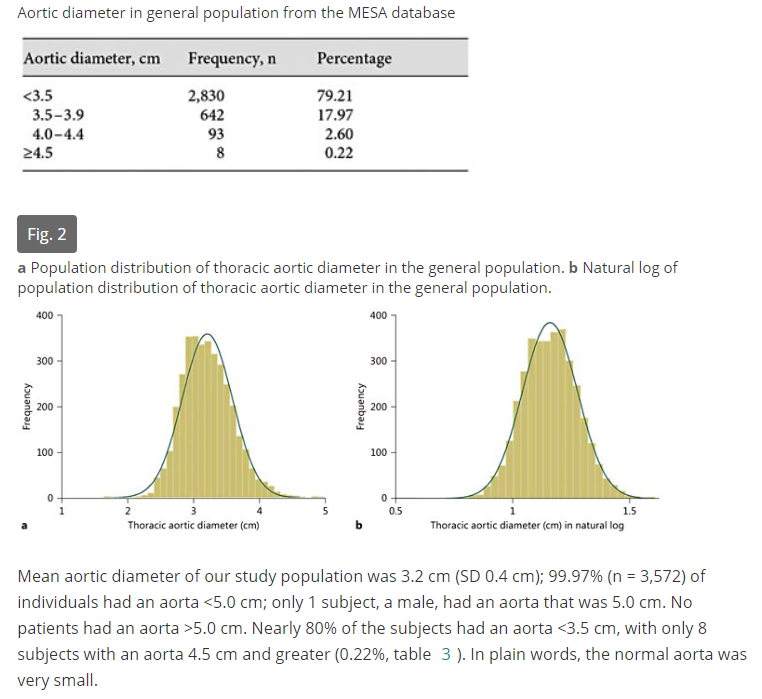 Aortic diameter in general population from the MESA database
Aortic diameter, cm Frequency, n Percentage
<3.5 2,830 79.21
3.5–3.9 642 17.97
4.0–4.4 93 2.60
≥4.5 8 0.22
Fig. 2
a Population distribution of thoracic aortic diameter in the general population. b Natural log of
population distribution of thoracic aortic diameter in the general population.
400
300
200
100
0
Frequency
1 2 3 4 5
Thoracic aortic diameter (cm)
a
400
300
200
100
0
Frequency
0.5 1 1.5
Thoracic aortic diameter (cm) in natural log
b
Mean aortic diameter of our study population was 3.2 cm (SD 0.4 cm); 99.97% (n = 3,572) of
individuals had an aorta <5.0 cm; only 1 subject, a male, had an aorta that was 5.0 cm. No
patients had an aorta >5.0 cm. Nearly 80% of the subjects had an aorta <3.5 cm, with only 8
subjects with an aorta 4.5 cm and greater (0.22%, table 3 ). In plain words, the normal aorta was
very small.